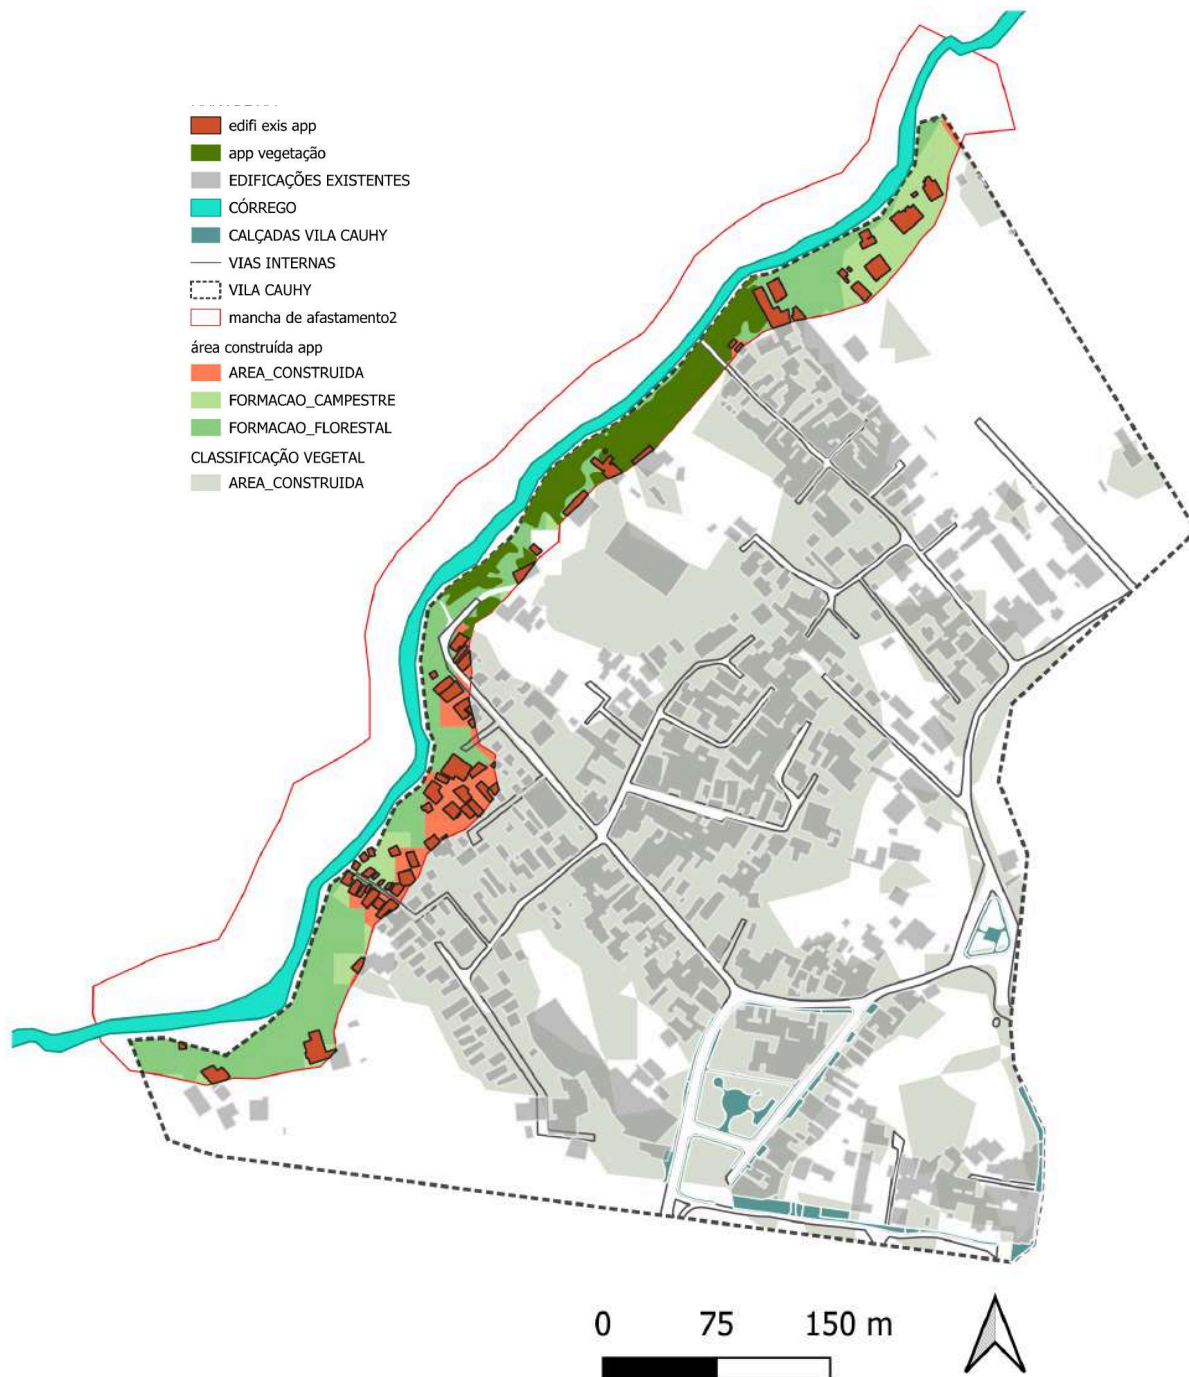 edifi exis app
app vegetação
EDIFICAÇÕES EXISTENTES
CÓRREGO
CALÇADAS VILA CAUHY
VIAS INTERNAS
VILA CAUHY
mancha de afastamento2
área construída app
AREA_CONSTRUIDA
FORMACAO_CAMPESTRE
FORMACAO_FLORESTAL
CLASSIFICAÇÃO VEGETAL
AREA_CONSTRUIDA
0 75 150 m